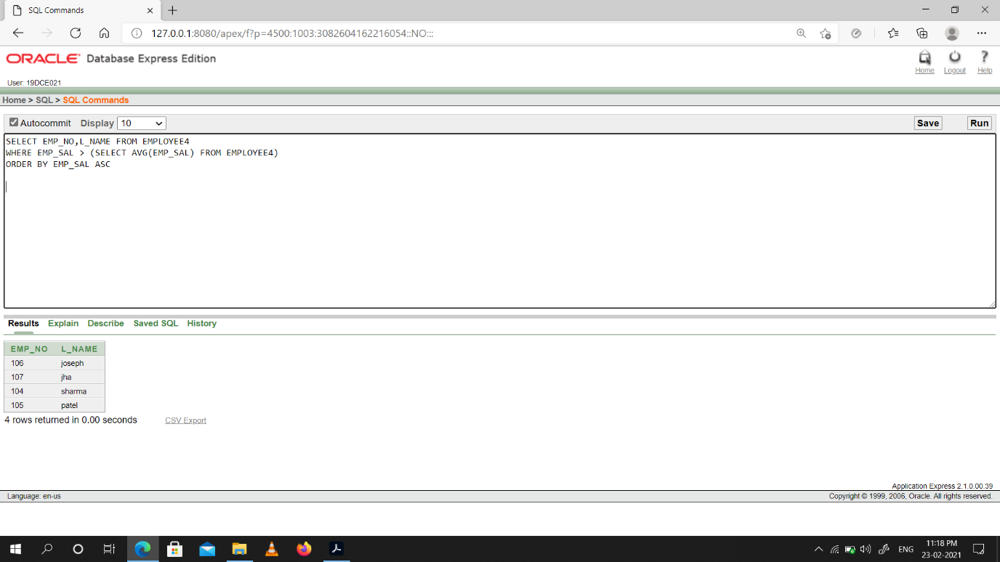 SQL Commands
127.0.0.1:8080/apex/f?p=4500:1003:3082604162216054::NO:::
ORACLE® Database Express Edition
Home Logout Help
User: 19DCE021
Home > SQL > SQL Commands
Autocommit Display 10 Save Run
SELECT EMP_NO,L_NAME FROM EMPLOYEE4
WHERE EMP_SAL > (SELECT AVG(EMP_SAL) FROM EMPLOYEE4)
ORDER BY EMP_SAL ASC
Results Explain Describe Saved SQL History
EMP_NO L_NAME
106 joseph
107 jha
104 sharma
105 patel
4 rows returned in 0.00 seconds CSV Export
Application Express 2.1.0.00.39
Language: en-us Copyright © 1999, 2006, Oracle. All rights reserved.
ENG 11:18 PM
23-02-2021